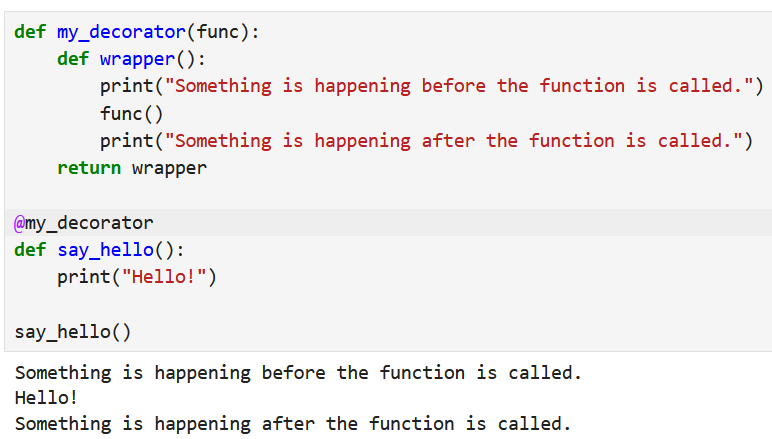 def my_decorator(func):
    def wrapper():
        print("Something is happening before the function is called.")
        func()
        print("Something is happening after the function is called.")
    return wrapper

@my_decorator
def say_hello():
    print("Hello!")

say_hello()
Something is happening before the function is called.
Hello!
Something is happening after the function is called.